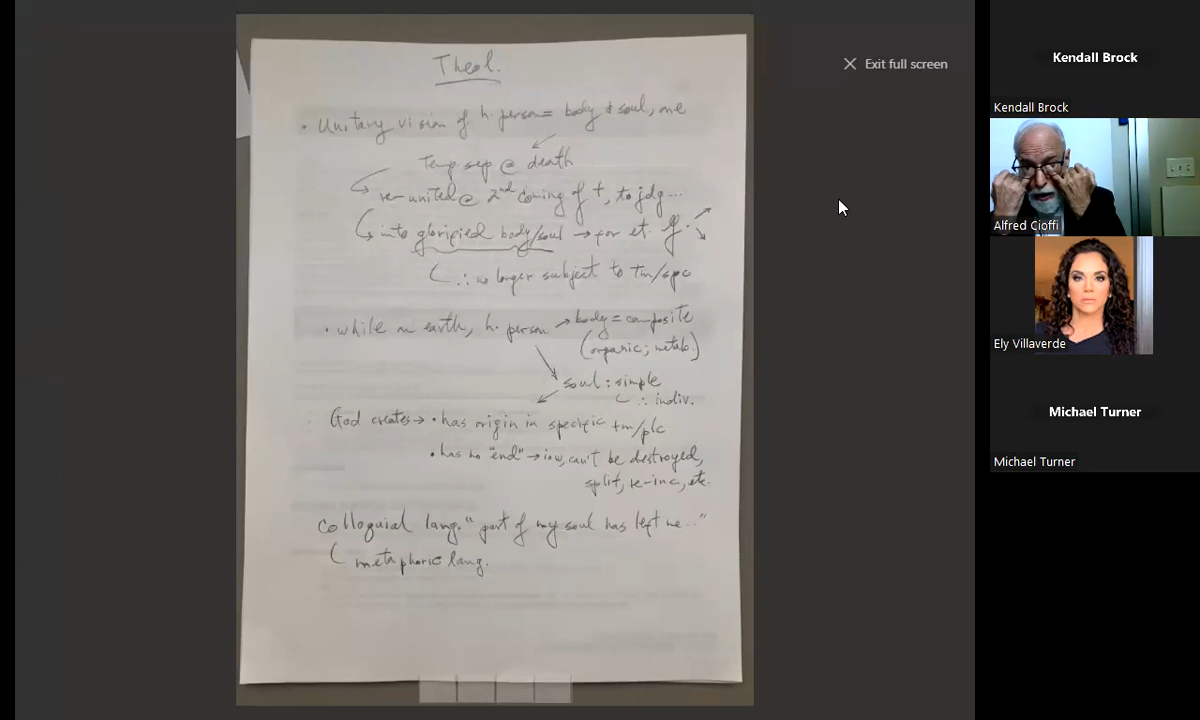 Theol.
• Unitary vision of h. person = body & soul, one
Temp. sep @ death
re-united @ 2nd coming of †, to jdg...
into glorified body/soul → for et.
∴ no longer subject to tm/spc
• while on earth, h. person → body = composite
(organic; metab.)
soul: simple
∴ indiv.
God creates → • has origin in specific tm/plc
• has no "end" → iow, can't be destroyed,
split, re-inc, etc.
Colloquial lang. "part of my soul has left me..."
metaphoric lang.
Exit full screen
Kendall Brock
Kendall Brock
Alfred Cioffi
Ely Villaverde
Michael Turner
Michael Turner